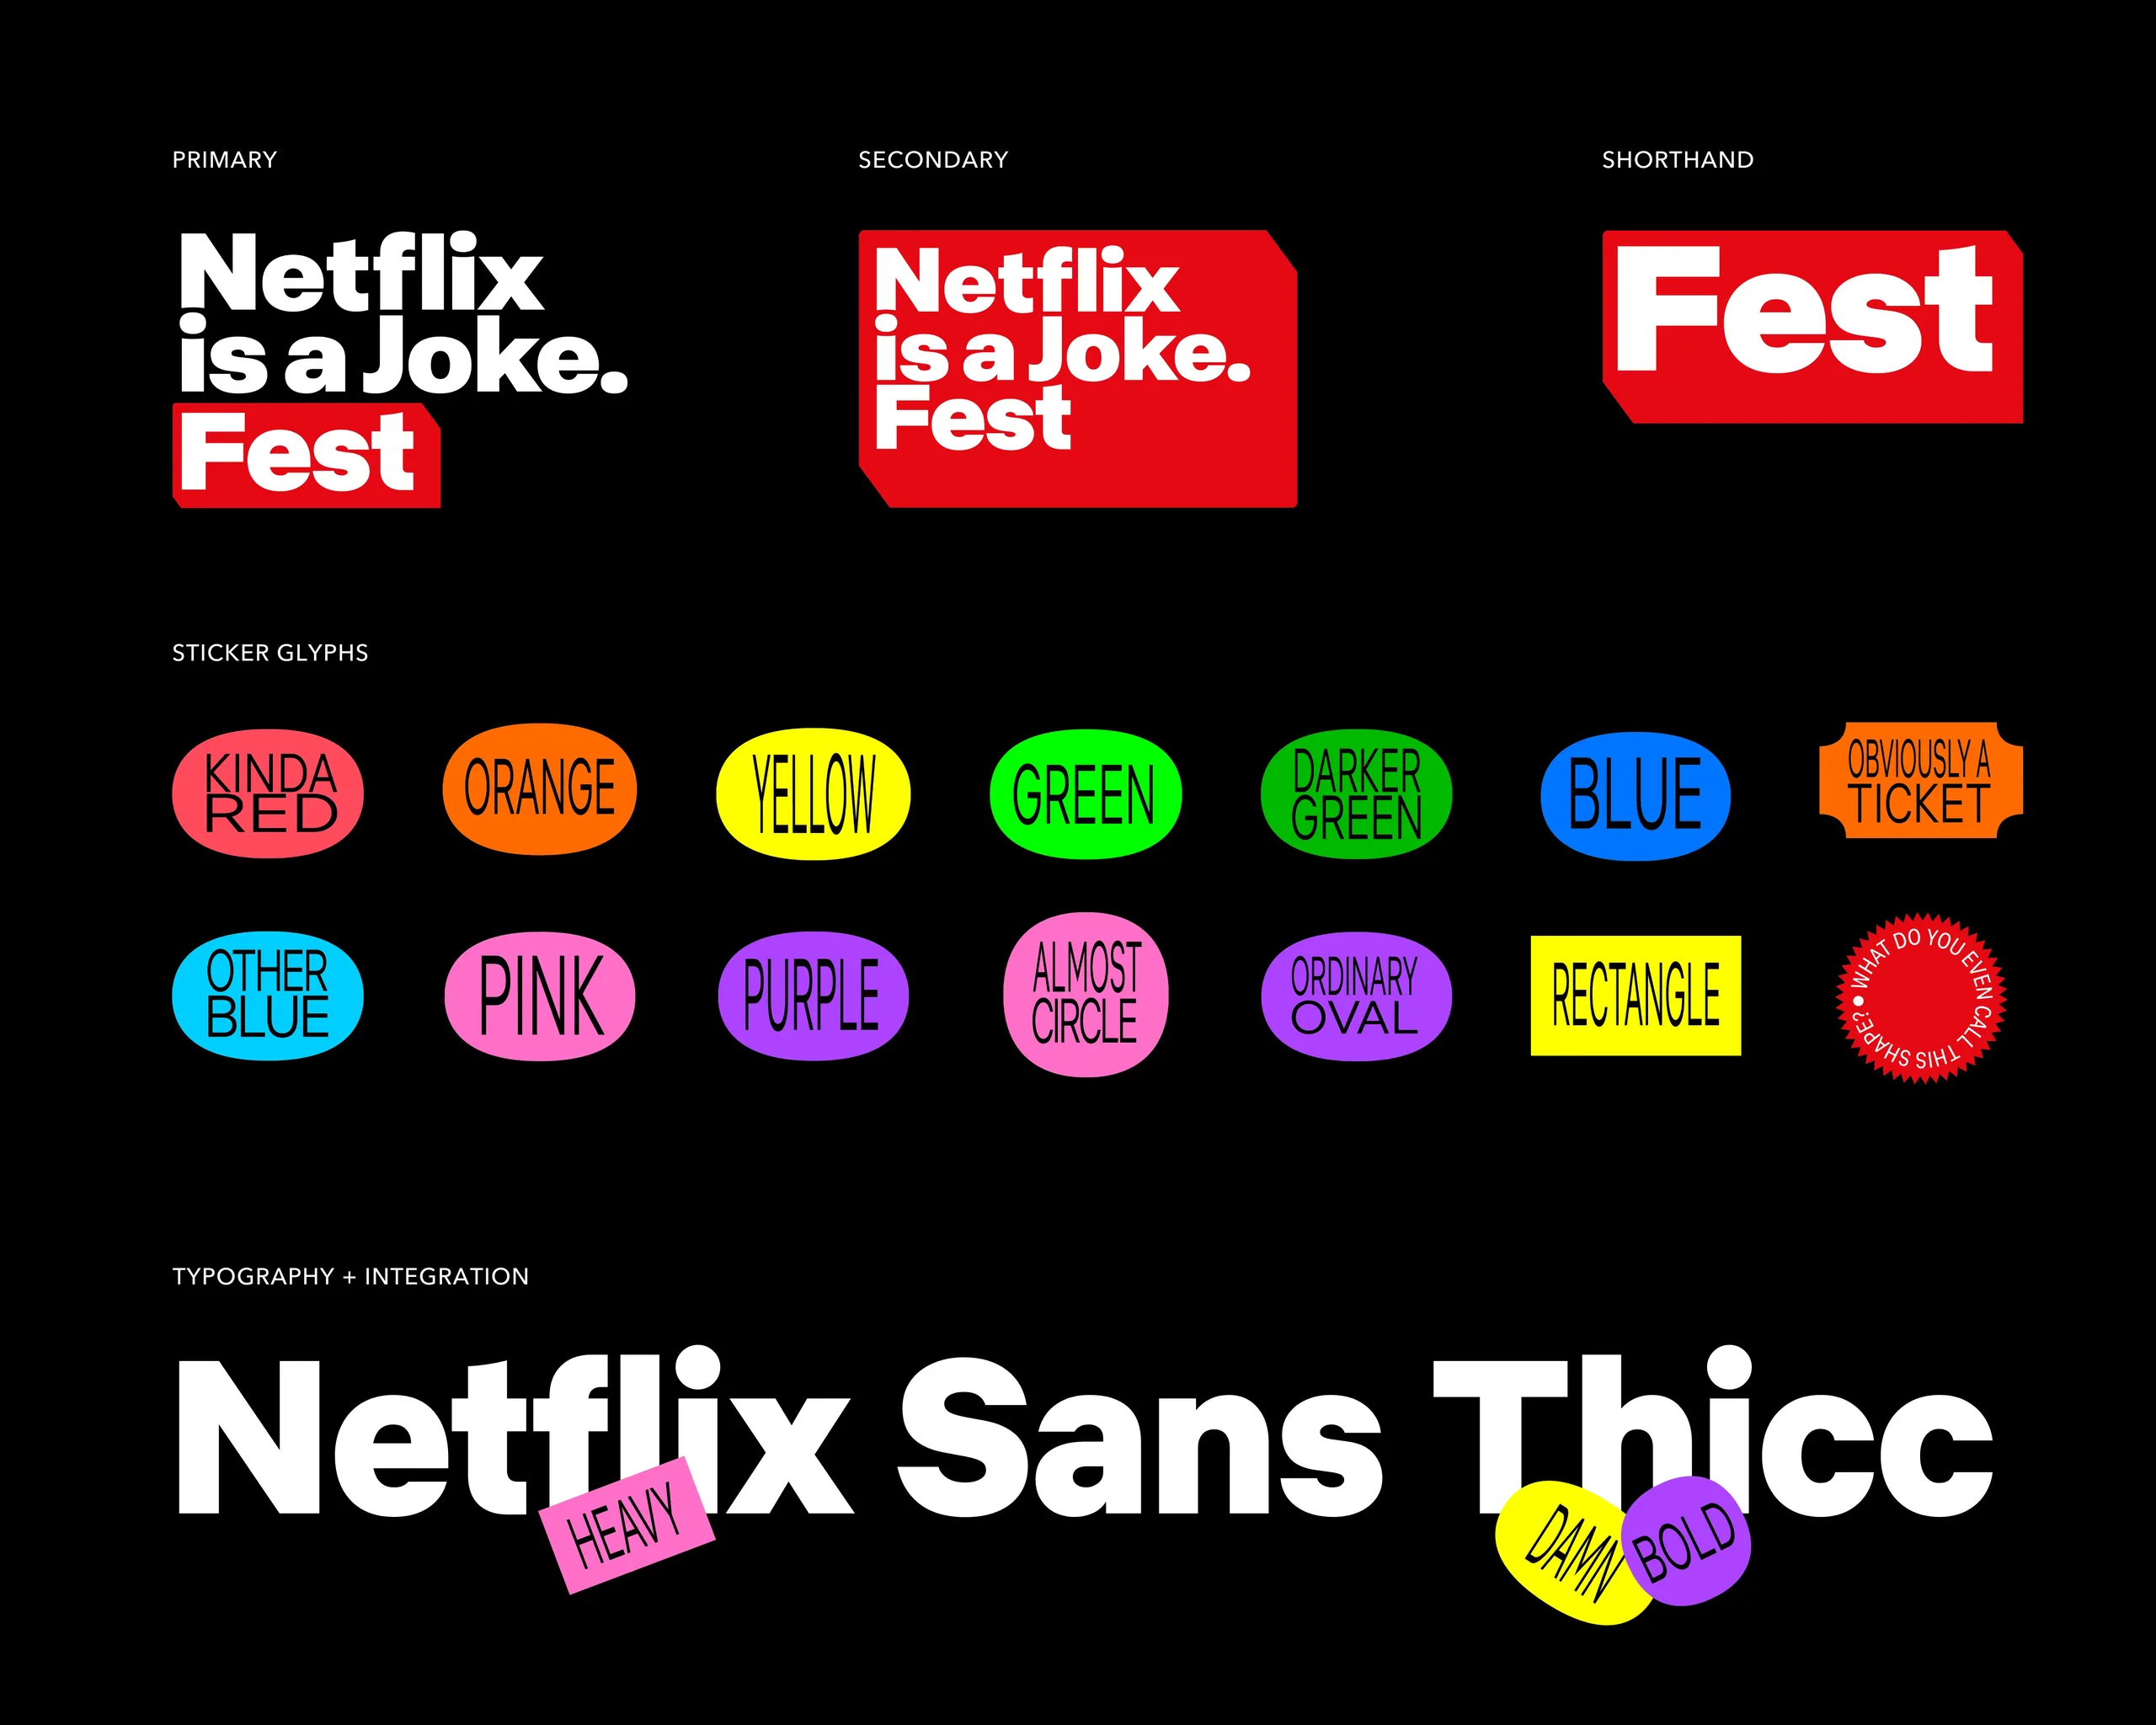 PRIMARY
SECONDARY
SHORTHAND
Netflix
is a Joke.
Fest
Netflix
is a Joke.
Fest
Fest
STICKER GLYPHS
KINDA
RED
ORANGE
YELLOW
GREEN
DARKER
GREEN
BLUE
OBVIOUSLY A
TICKET
OTHER
BLUE
PINK
PURPLE
ALMOST
CIRCLE
ORDINARY
OVAL
RECTANGLE
WHAT DO YOU EVEN CALL THIS SHAPE?
TYPOGRAPHY + INTEGRATION
Netflix Sans Thicc
HEAVY
DAMN
BOLD